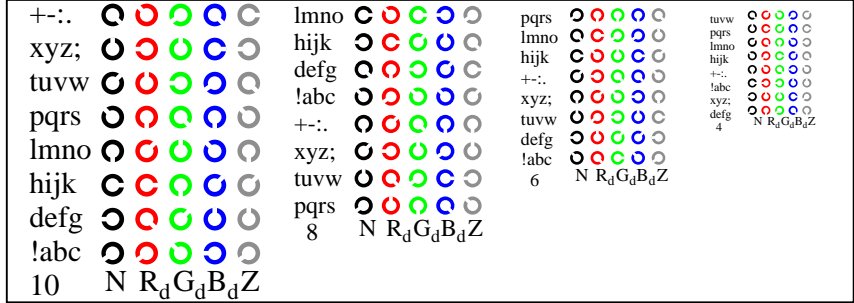 +-:.
xyz;
tuvw
pqrs
lmno
hijk
defg
!abc
10 N RdGdBdZ
lmno
hijk
defg
!abc
+-:.
xyz;
tuvw
pqrs
8 N RdGdBdZ
pqrs
lmno
hijk
+-:.
xyz;
tuvw
defg
!abc
6 N RdGdBdZ
tuvw
pqrs
lmno
hijk
+-:.
!abc
xyz;
defg
4 N RdGdBdZ